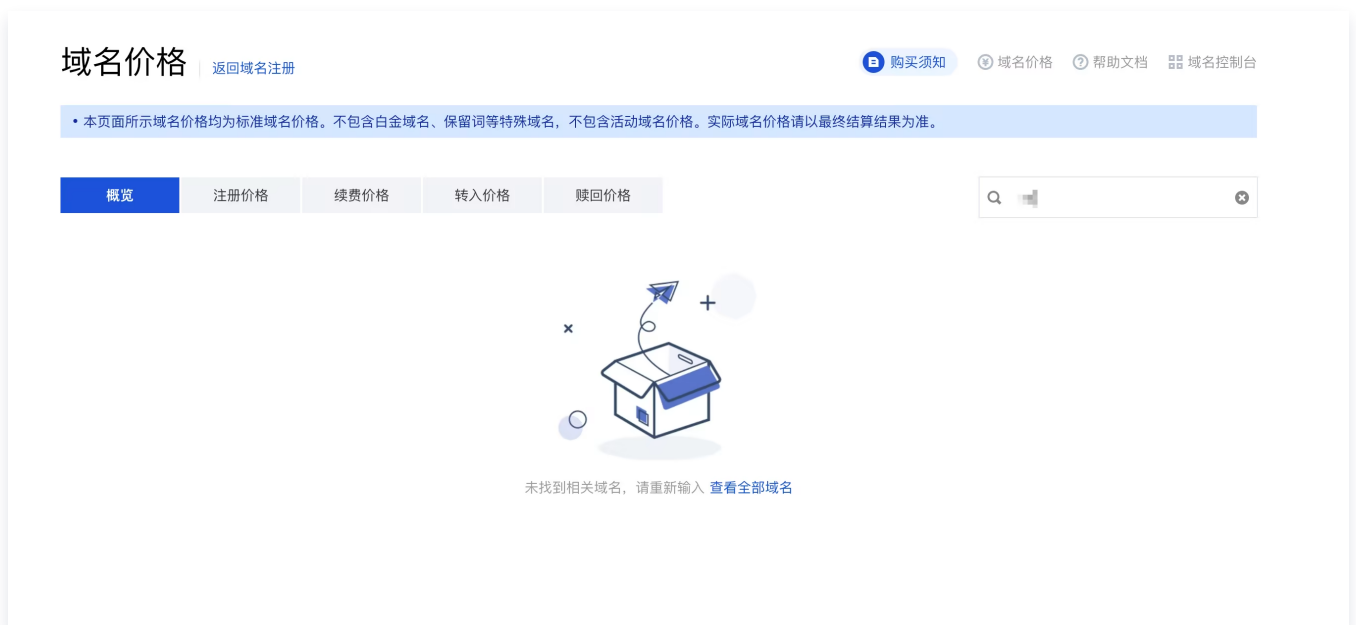 域名价格 返回域名注册 购买须知 域名价格 帮助文档 域名控制台
• 本页面所示域名价格均为标准域名价格。不包含白金域名、保留词等特殊域名，不包含活动域名价格。实际域名价格请以最终结算结果为准。
概览 注册价格 续费价格 转入价格 赎回价格
未找到相关域名，请重新输入 查看全部域名